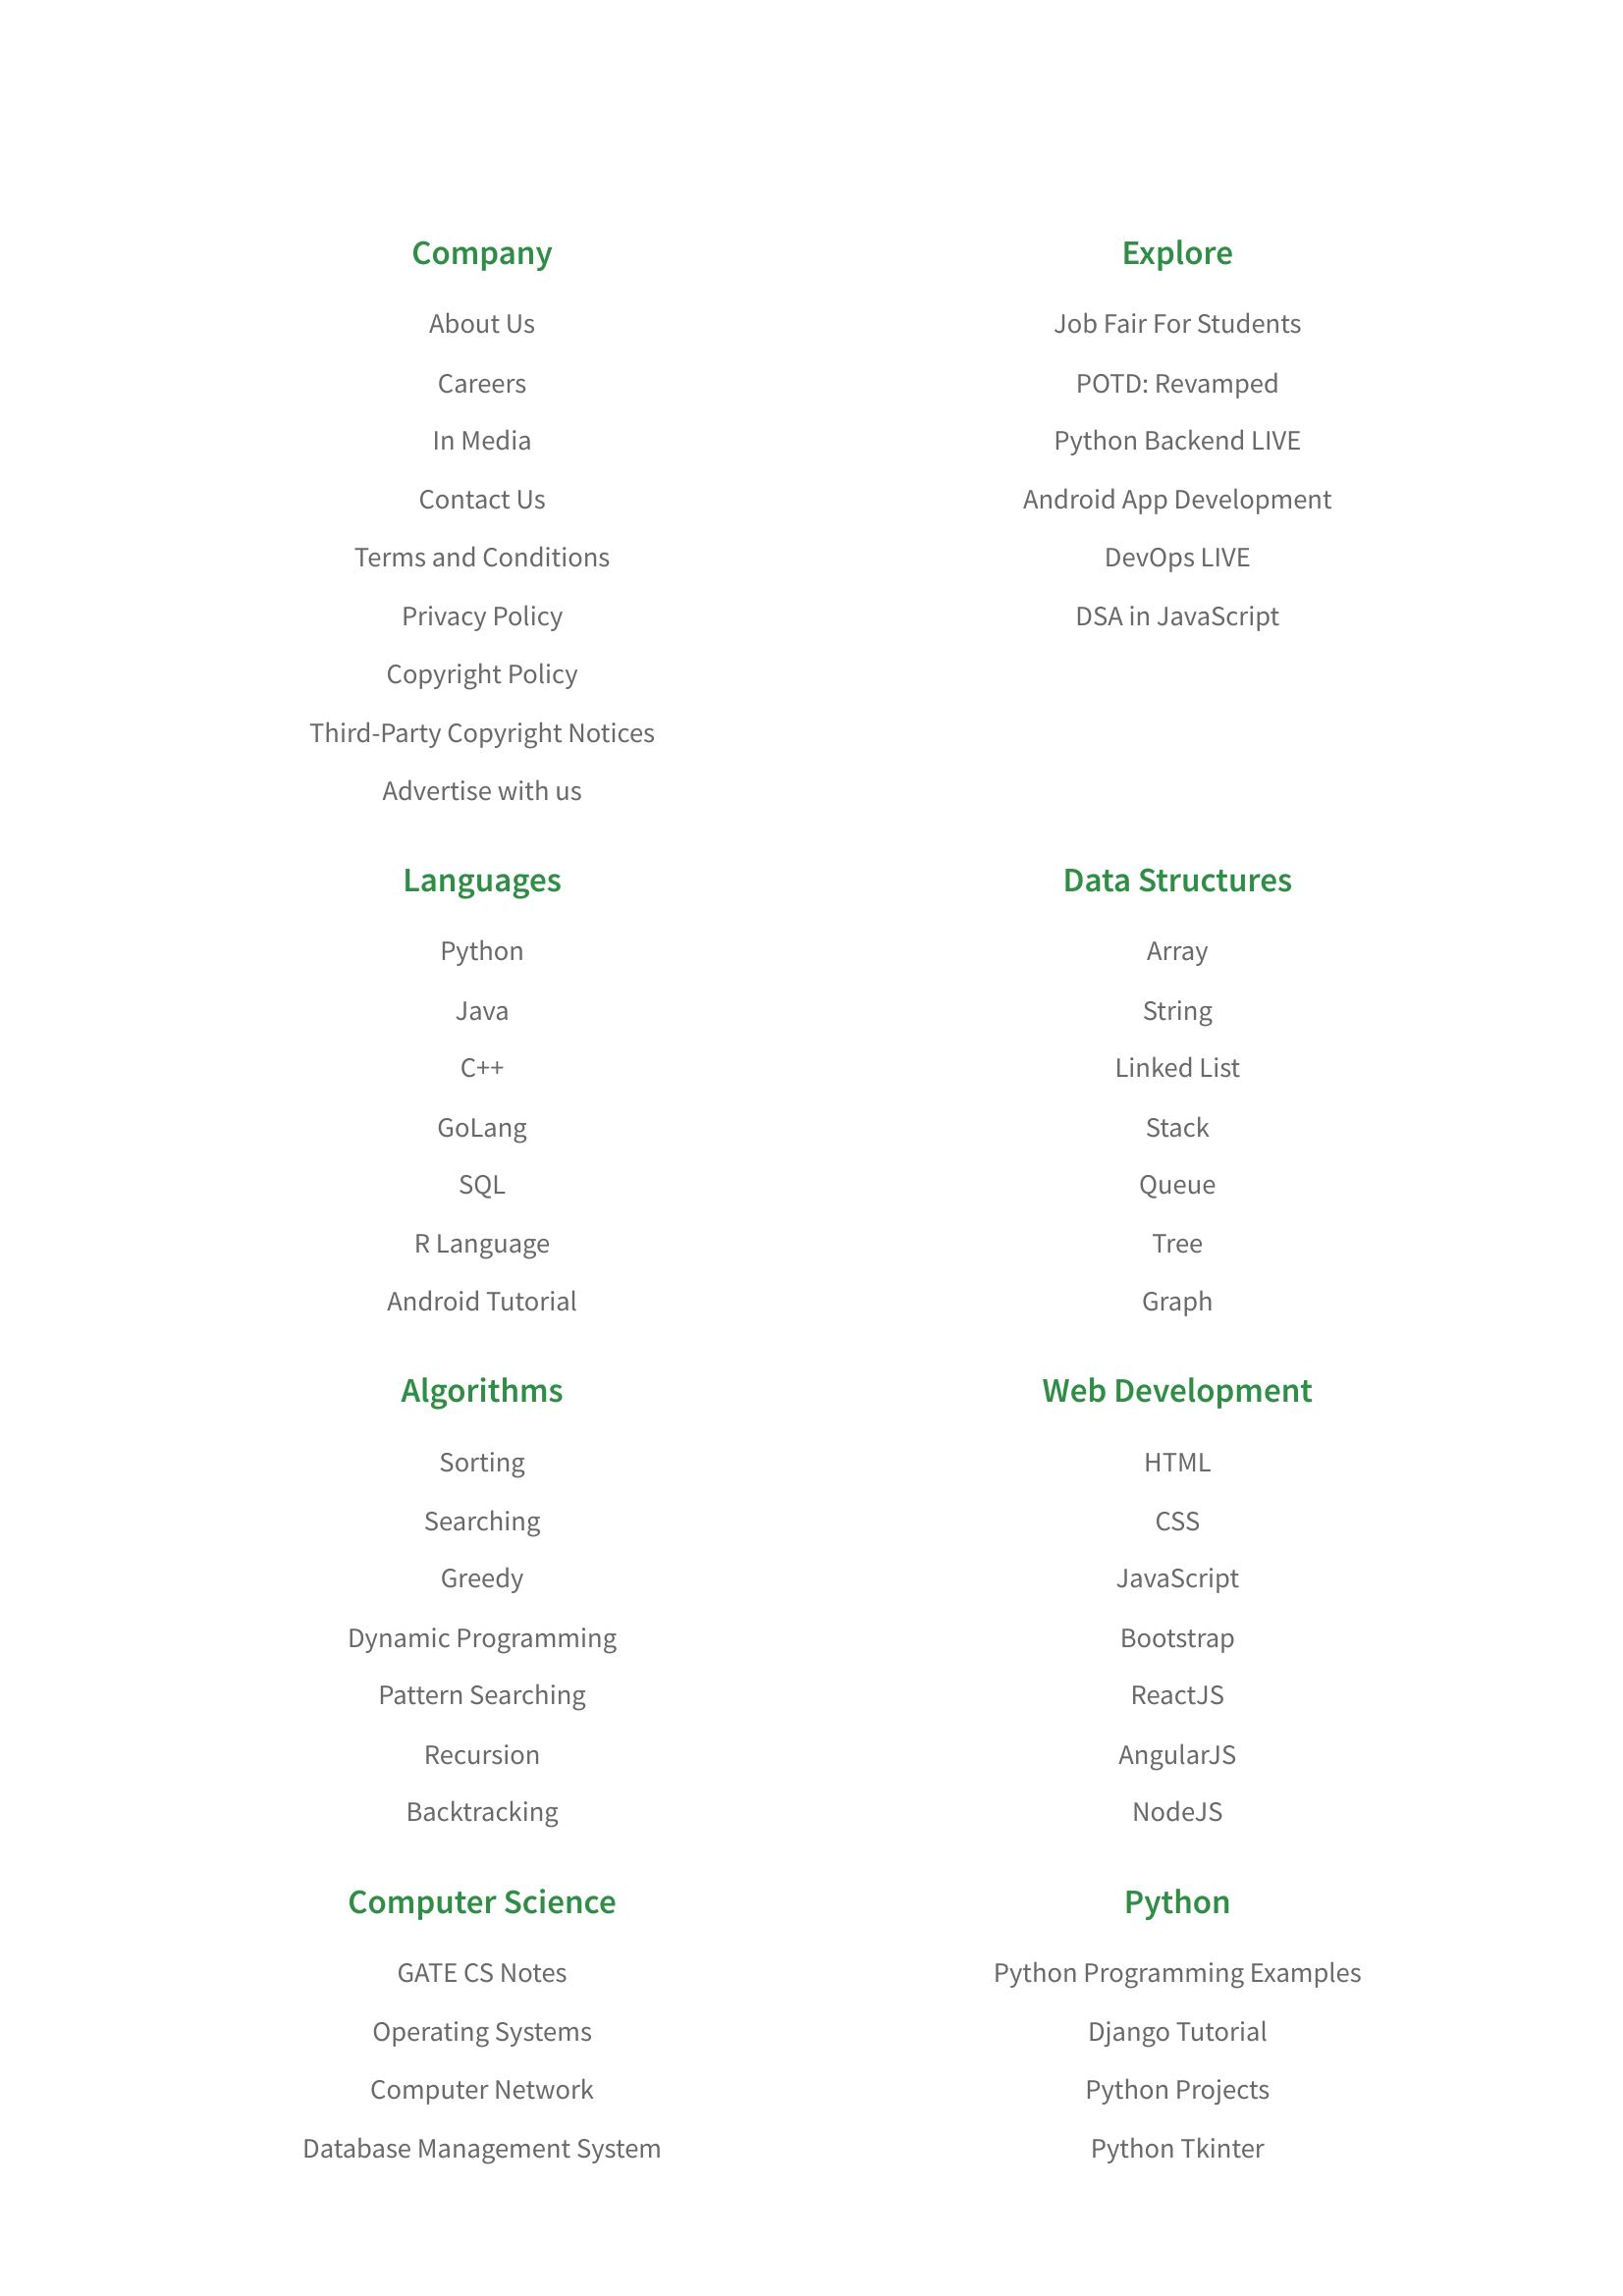 Company
About Us
Careers
In Media
Contact Us
Terms and Conditions
Privacy Policy
Copyright Policy
Third-Party Copyright Notices
Advertise with us
Explore
Job Fair For Students
POTD: Revamped
Python Backend LIVE
Android App Development
DevOps LIVE
DSA in JavaScript
Languages
Python
Java
C++
GoLang
SQL
R Language
Android Tutorial
Data Structures
Array
String
Linked List
Stack
Queue
Tree
Graph
Algorithms
Sorting
Searching
Greedy
Dynamic Programming
Pattern Searching
Recursion
Backtracking
Web Development
HTML
CSS
JavaScript
Bootstrap
ReactJS
AngularJS
NodeJS
Computer Science
GATE CS Notes
Operating Systems
Computer Network
Database Management System
Python
Python Programming Examples
Django Tutorial
Python Projects
Python Tkinter